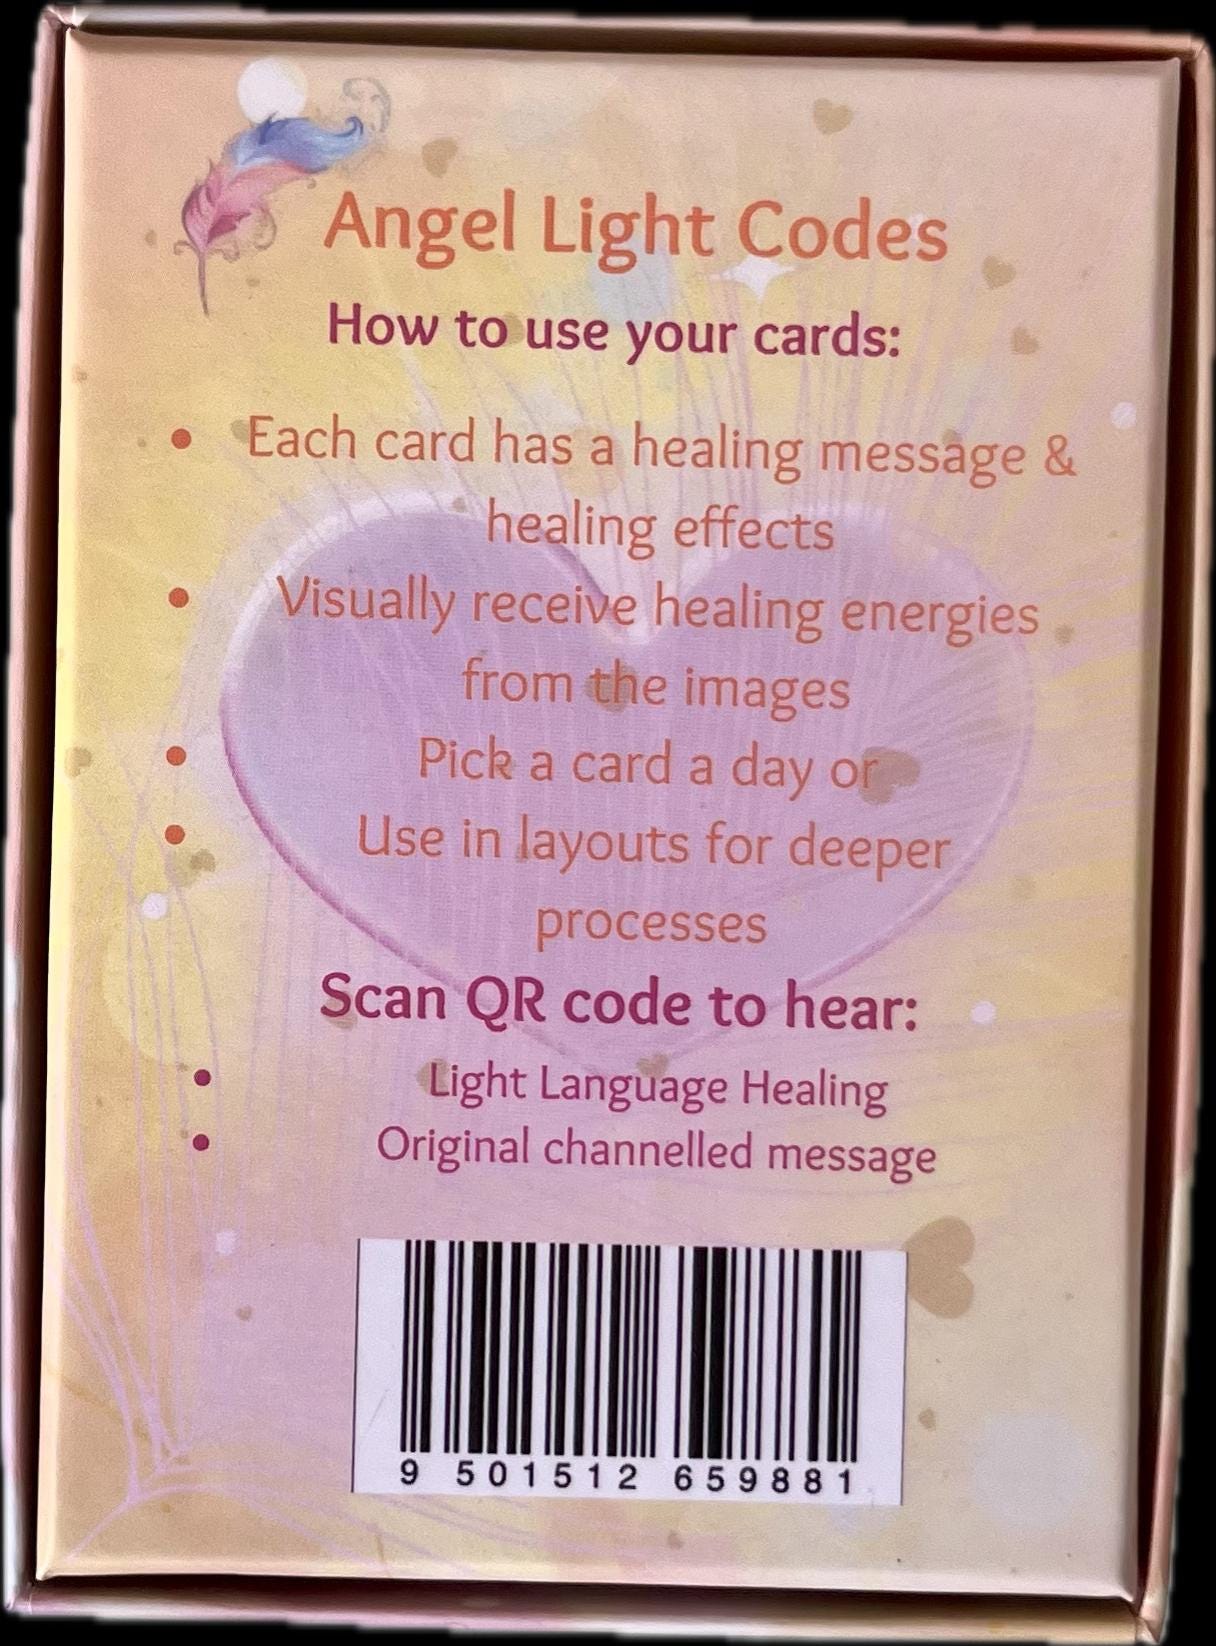 Angel Light Codes
How to use your cards:
• Each card has a healing message &
healing effects
• Visually receive healing energies
from the images
• Pick a card a day or
• Use in layouts for deeper
processes
Scan QR code to hear:
• Light Language Healing
• Original channelled message
9 501512 659881